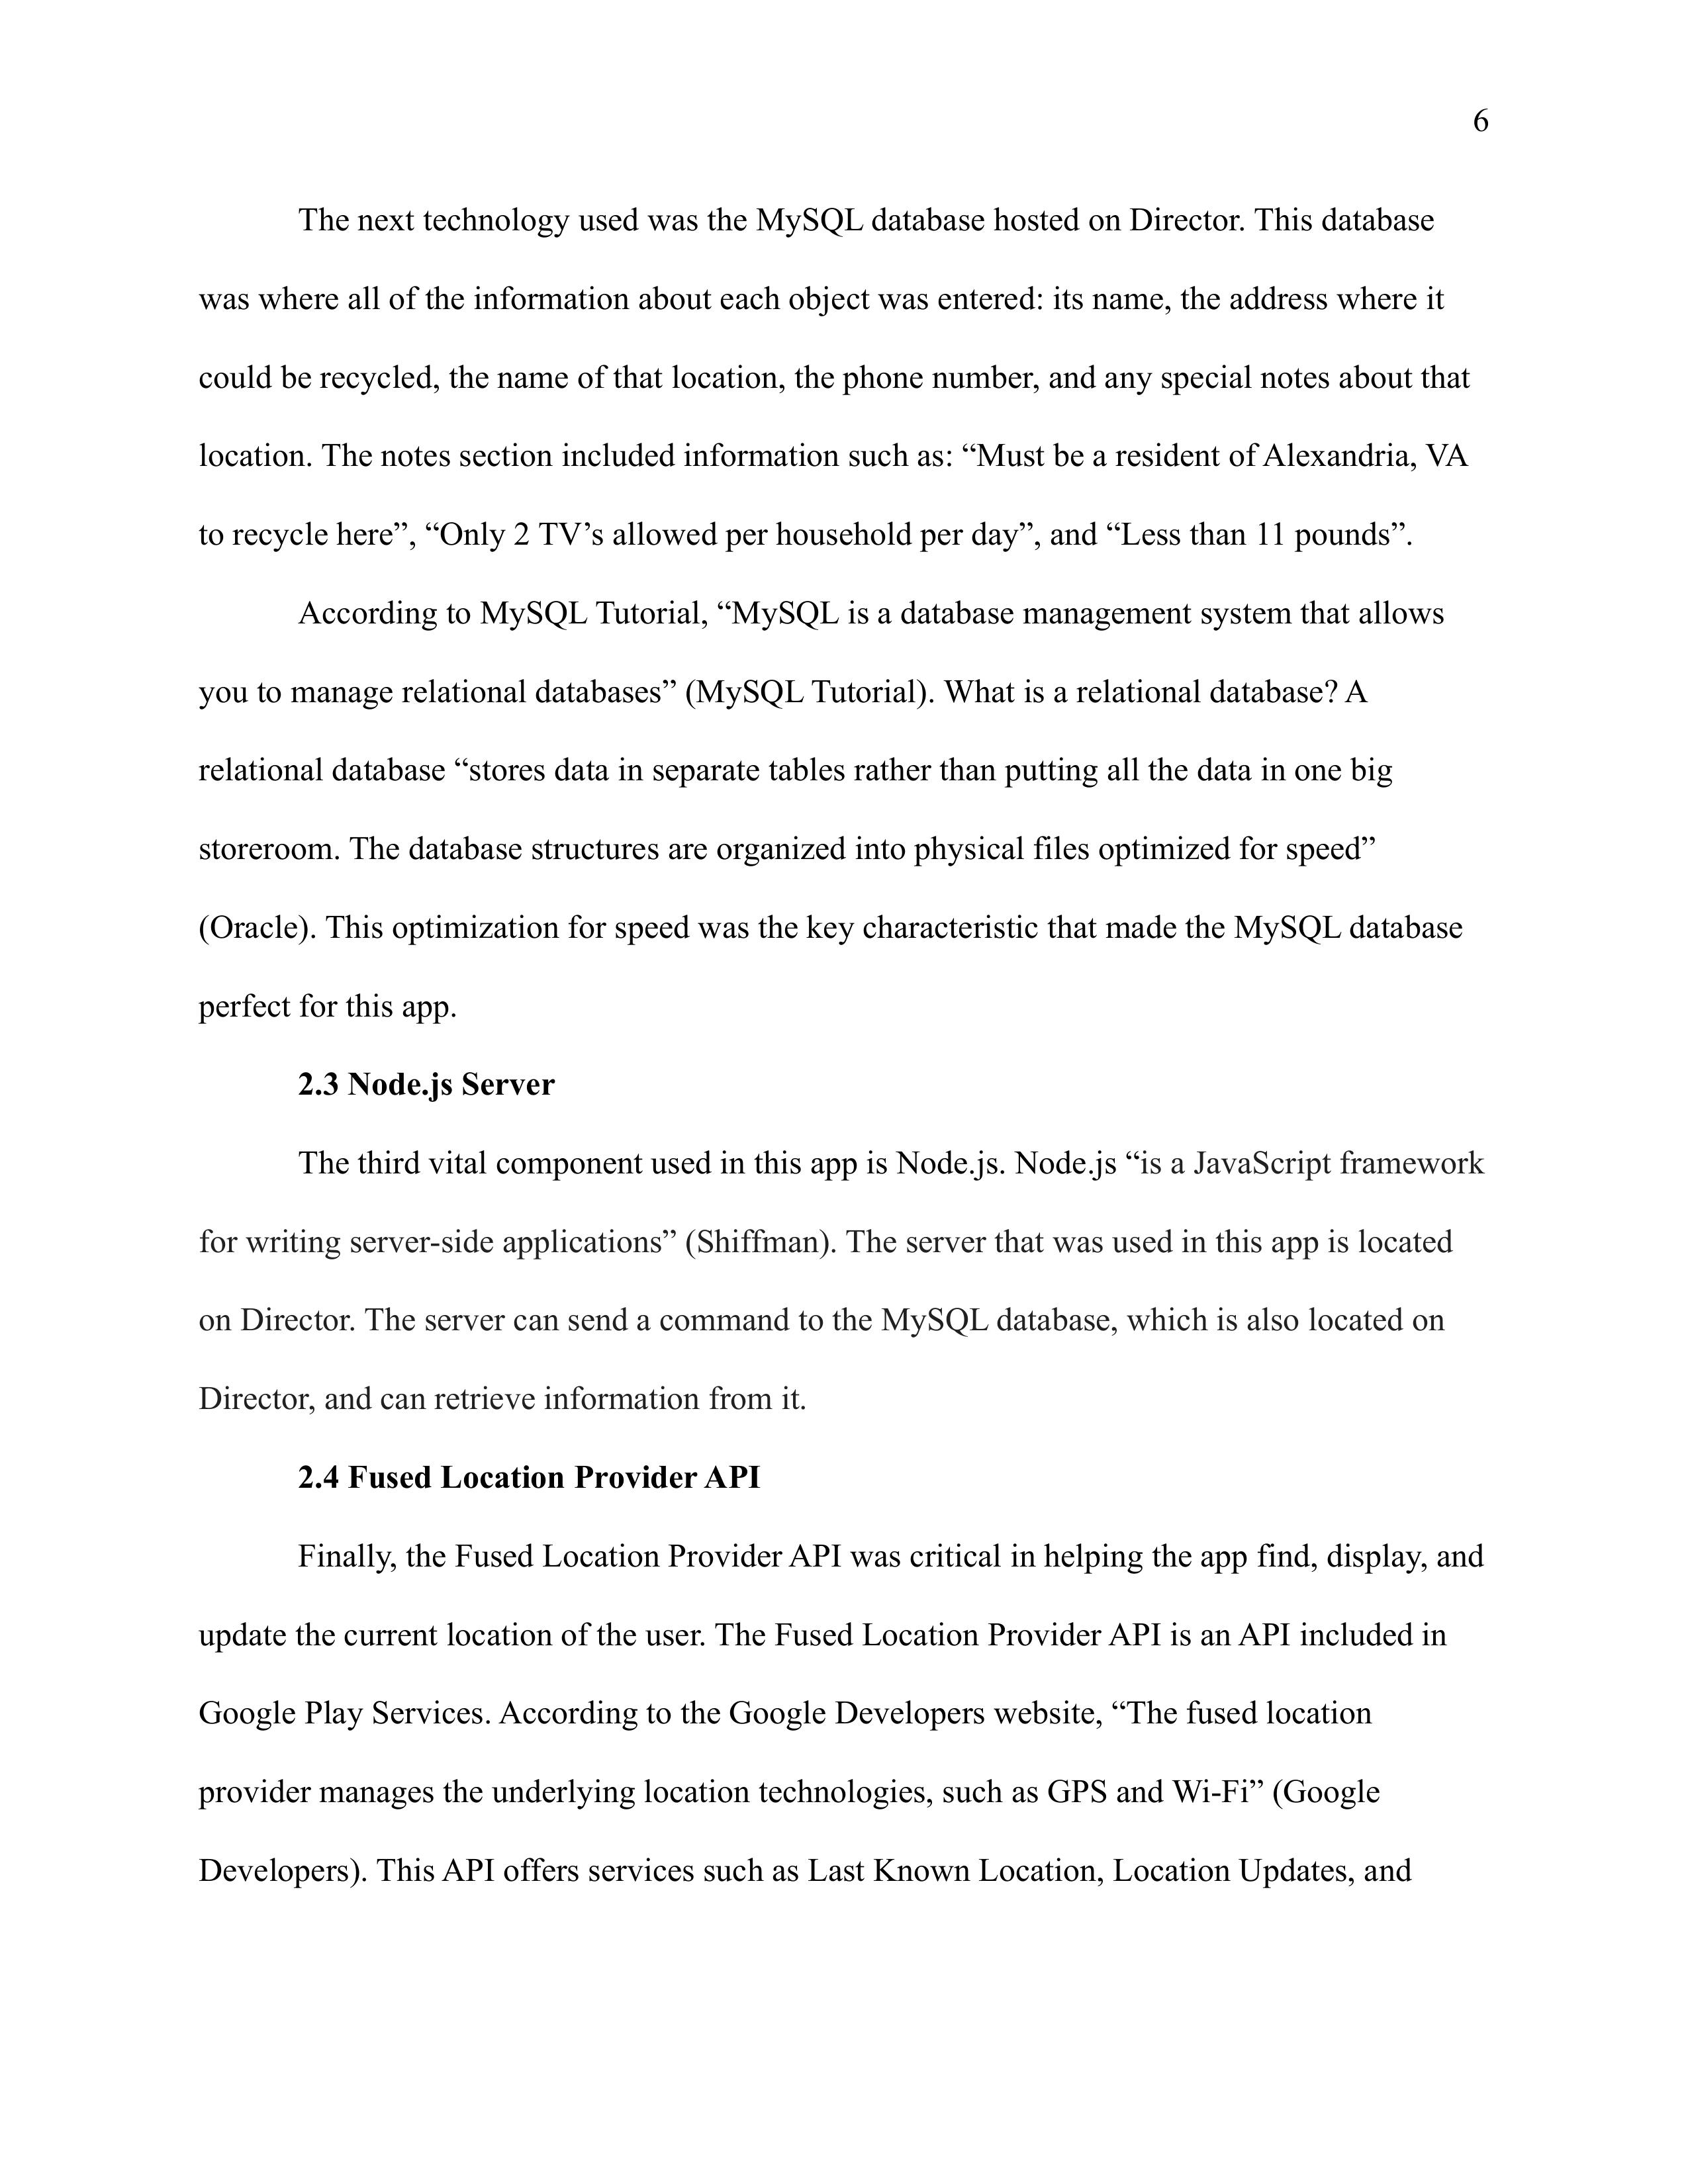 6
The next technology used was the MySQL database hosted on Director. This database
was where all of the information about each object was entered: its name, the address where it
could be recycled, the name of that location, the phone number, and any special notes about that
location. The notes section included information such as: “Must be a resident of Alexandria, VA
to recycle here”, “Only 2 TV’s allowed per household per day”, and “Less than 11 pounds”.
According to MySQL Tutorial, “MySQL is a database management system that allows
you to manage relational databases” (MySQL Tutorial). What is a relational database? A
relational database “stores data in separate tables rather than putting all the data in one big
storeroom. The database structures are organized into physical files optimized for speed”
(Oracle). This optimization for speed was the key characteristic that made the MySQL database
perfect for this app.
2.3 Node.js Server
The third vital component used in this app is Node.js. Node.js “is a JavaScript framework
for writing server-side applications” (Shiffman). The server that was used in this app is located
on Director. The server can send a command to the MySQL database, which is also located on
Director, and can retrieve information from it.
2.4 Fused Location Provider API
Finally, the Fused Location Provider API was critical in helping the app find, display, and
update the current location of the user. The Fused Location Provider API is an API included in
Google Play Services. According to the Google Developers website, “The fused location
provider manages the underlying location technologies, such as GPS and Wi-Fi” (Google
Developers). This API offers services such as Last Known Location, Location Updates, and